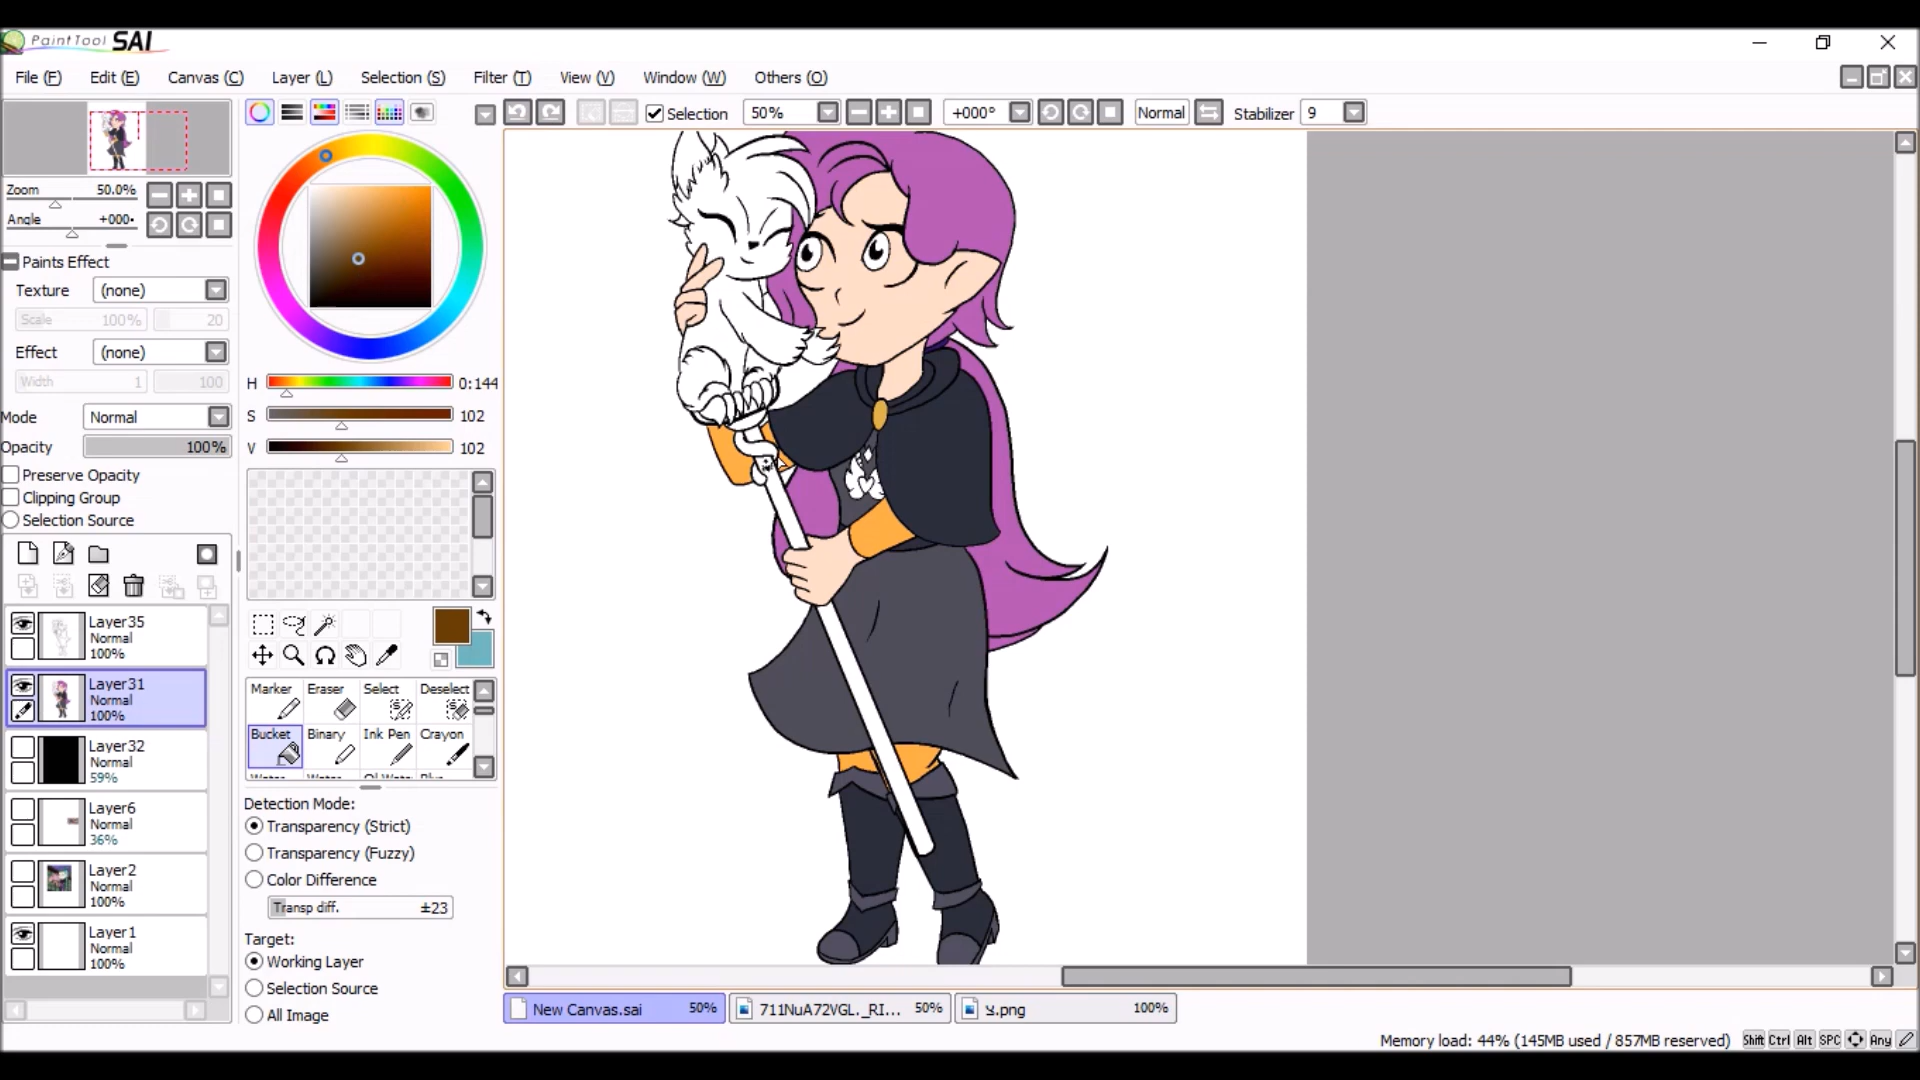 PaintTool SAI
File (F) Edit (E) Canvas (C) Layer (L) Selection (S) Filter (T) View (V) Window (W) Others (O)
Selection 50% +000° Normal Stabilizer 9
Zoom 50.0%
Angle +000
Paints Effect
Texture (none)
Scale 100% 20
Effect (none)
Width 1 100
Mode Normal
Opacity 100%
Preserve Opacity
Clipping Group
Selection Source
Layer35
Normal
100%
Layer31
Normal
100%
Layer32
Normal
59%
Layer6
Normal
36%
Layer2
Normal
100%
Layer1
Normal
100%
H 0:144
S 102
V 102
Marker Eraser Select Deselect
Bucket Binary Ink Pen Crayon
Detection Mode:
Transparency (Strict)
Transparency (Fuzzy)
Color Difference
Transp diff. ±23
Target:
Working Layer
Selection Source
All Image
New Canvas.sai 50% 711NuA72VGL._RI... 50% צ.png 100%
Memory load: 44% (145MB used / 857MB reserved) Shift Ctrl Alt SPC Any